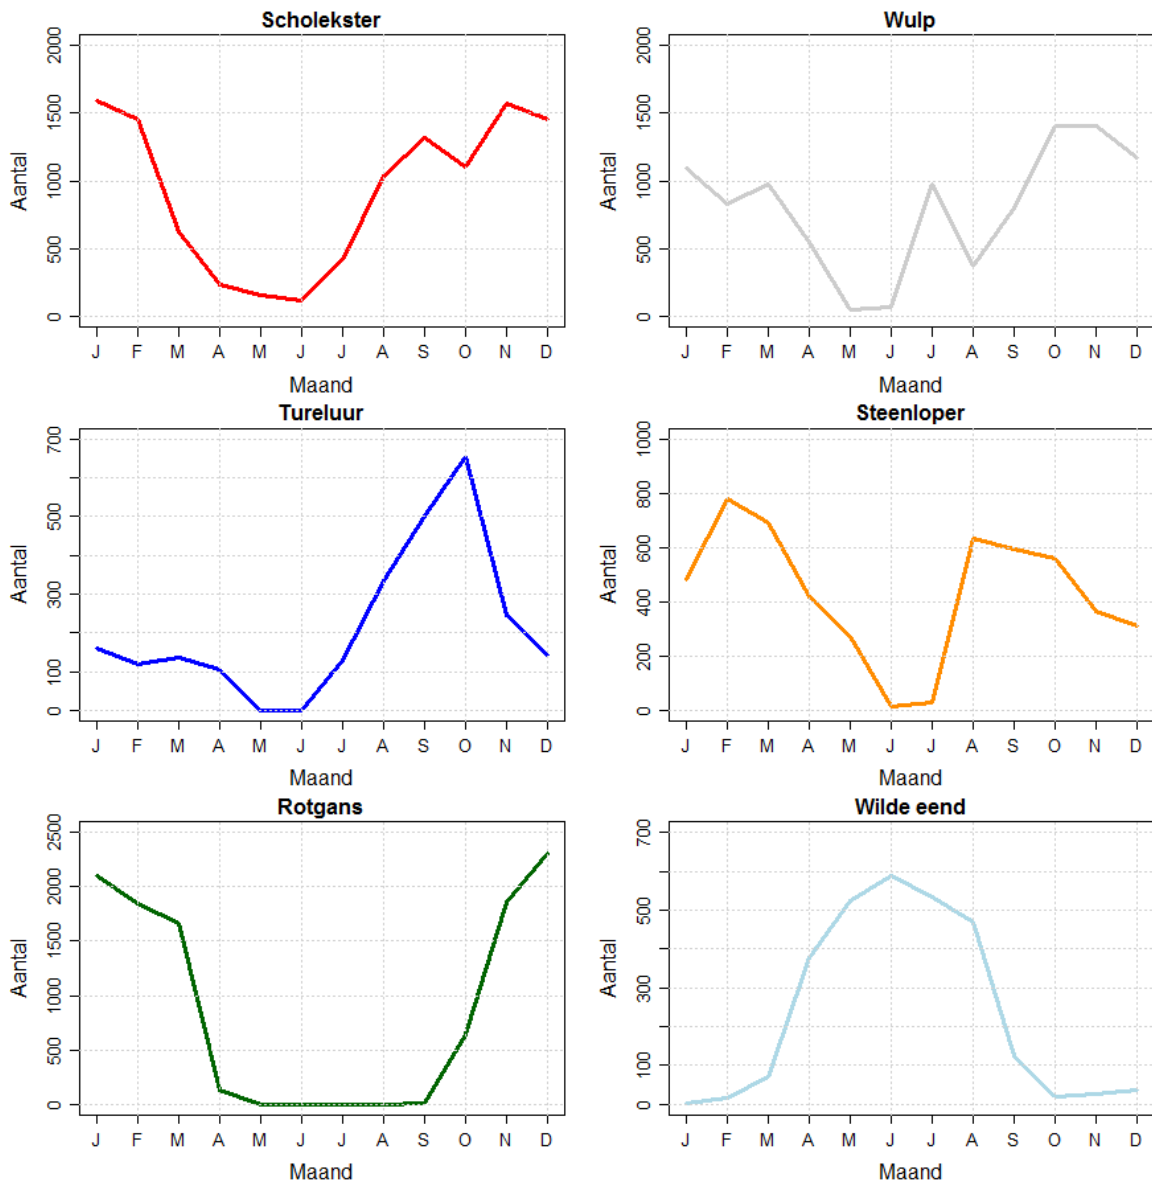 Scholekster
Aantal
2000
1500
1000
500
0
J F M A M J J A S O N D
Maand
Wulp
Aantal
2000
1500
1000
500
0
J F M A M J J A S O N D
Maand
Tureluur
Aantal
700
500
300
100
0
J F M A M J J A S O N D
Maand
Steenloper
Aantal
1000
800
600
400
200
0
J F M A M J J A S O N D
Maand
Rotgans
Aantal
2500
2000
1500
1000
500
0
J F M A M J J A S O N D
Maand
Wilde eend
Aantal
700
500
300
100
0
J F M A M J J A S O N D
Maand